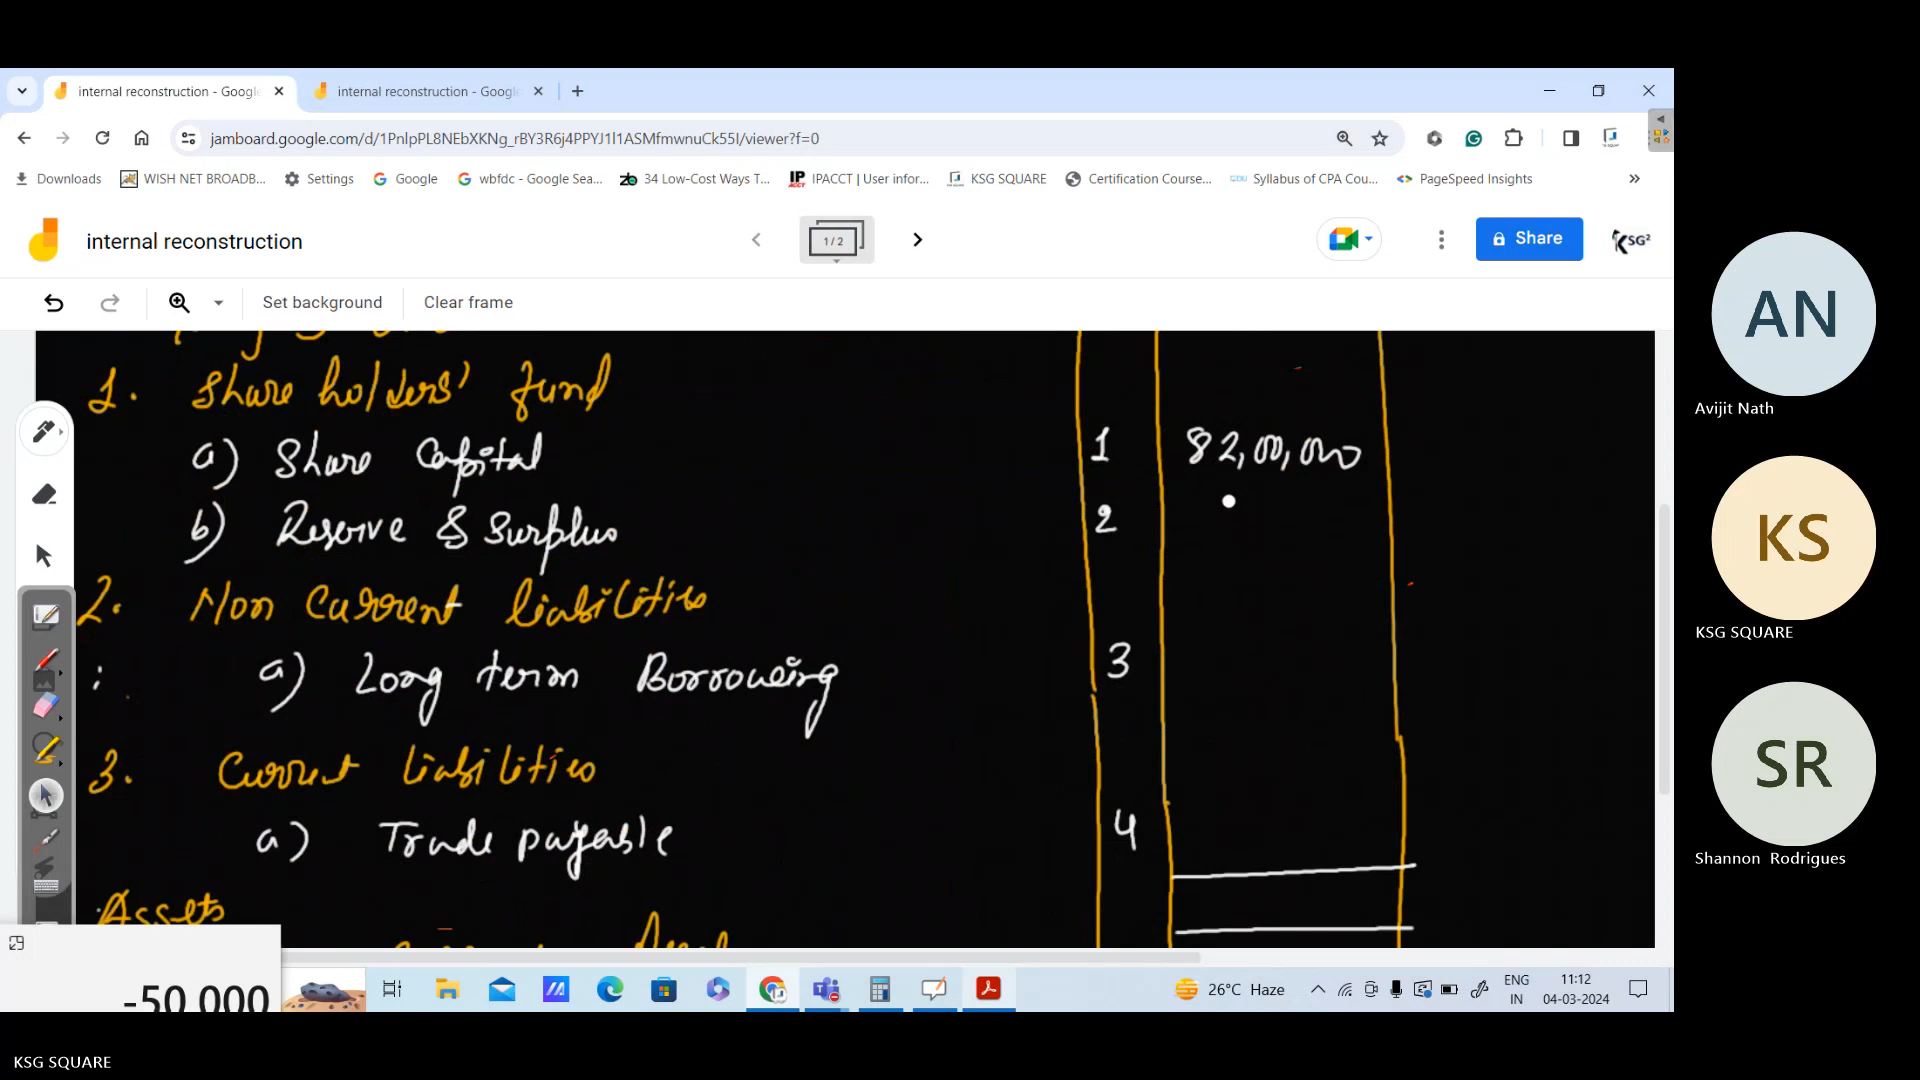 internal reconstruction - Google
internal reconstruction - Google
jamboard.google.com/d/1PnlpPL8NEbXKNg_rBY3R6j4PPYJ1l1ASMfmwnuCk55I/viewer?f=0
Downloads WISH NET BROADB... Settings Google wbfdc - Google Sea... 34 Low-Cost Ways T... IPACCT | User infor... KSG SQUARE Certification Course... Syllabus of CPA Cou... PageSpeed Insights
internal reconstruction
1/2
Share
KSG²
Set background Clear frame
1. Share holders' fund
a) Share Capital 1 82,00,000
b) Reserve & Surplus 2
2. Non Current liabilities
a) Long term Borrowing 3
3. Current liabilities
a) Trade payable 4
Assets
-50,000
26°C Haze
ENG
IN
11:12
04-03-2024
AN
Avijit Nath
KS
KSG SQUARE
SR
Shannon Rodrigues
KSG SQUARE